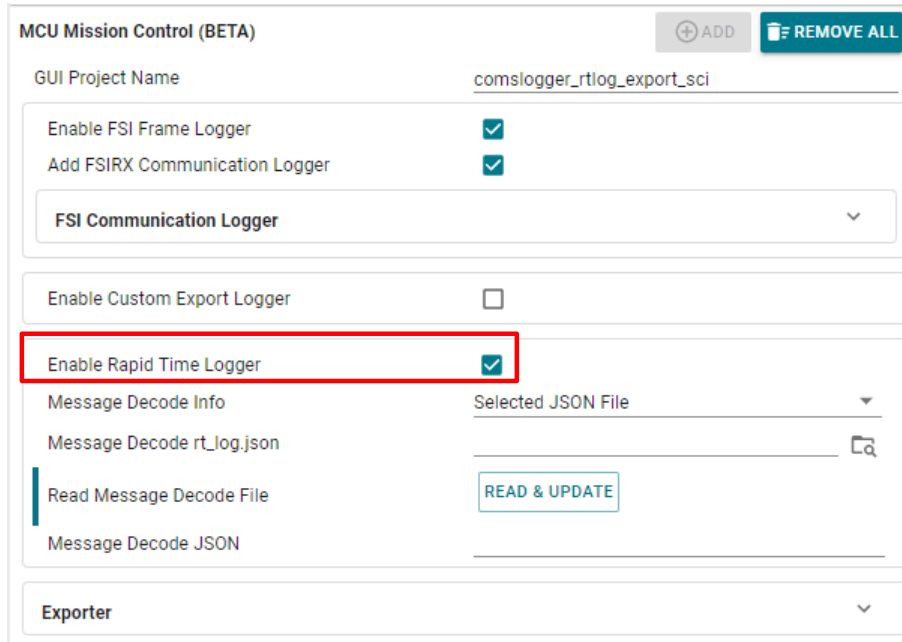 MCU Mission Control (BETA) ADD REMOVE ALL
GUI Project Name comslogger_rtlog_export_sci
Enable FSI Frame Logger
Add FSIRX Communication Logger
FSI Communication Logger
Enable Custom Export Logger
Enable Rapid Time Logger
Message Decode Info Selected JSON File
Message Decode rt_log.json
Read Message Decode File READ & UPDATE
Message Decode JSON
Exporter